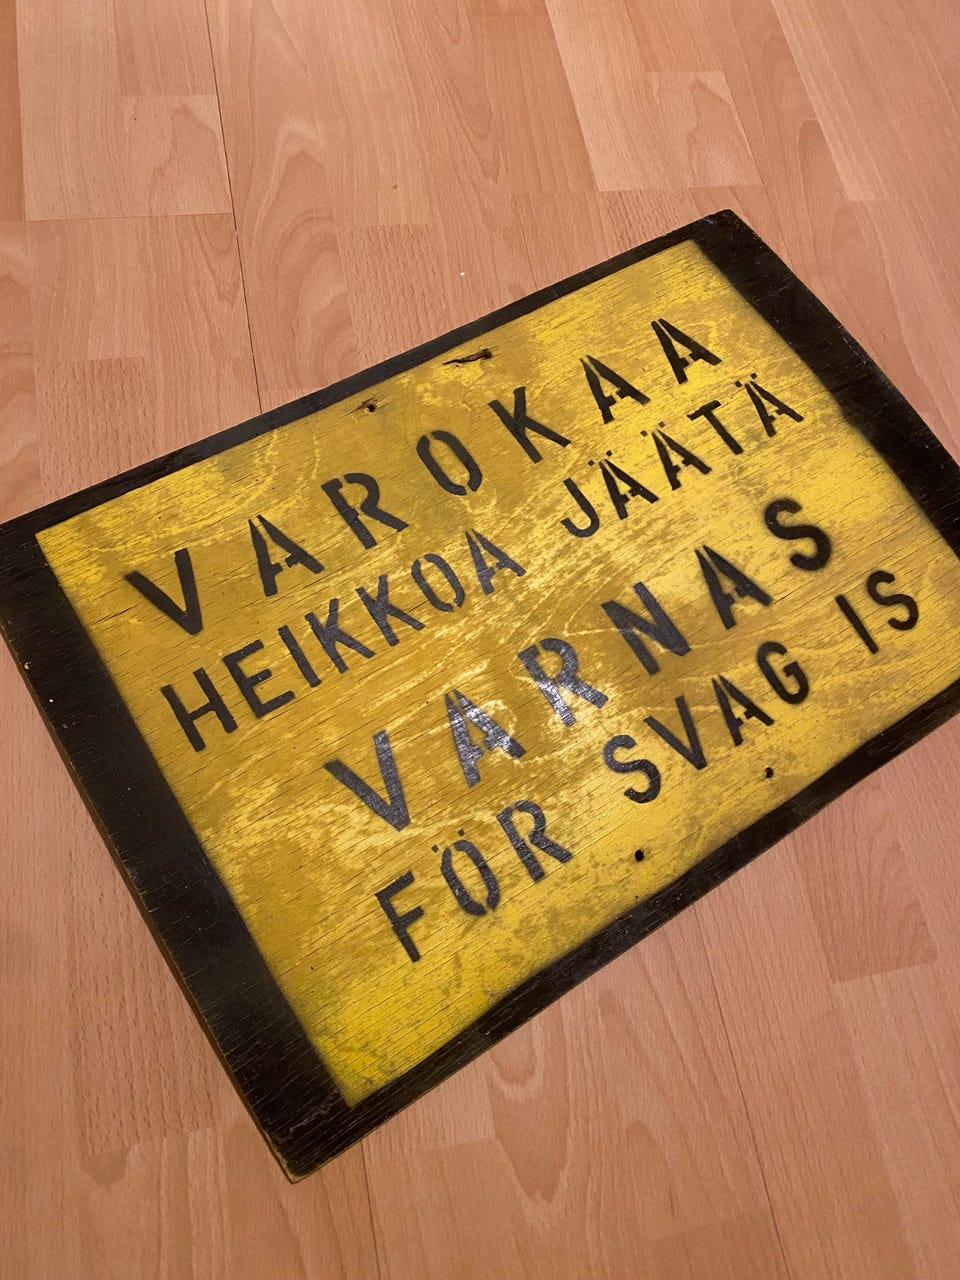 VAROKAA
HEIKKOA JÄÄTÄ
VARNAS
FÖR SVAG IS